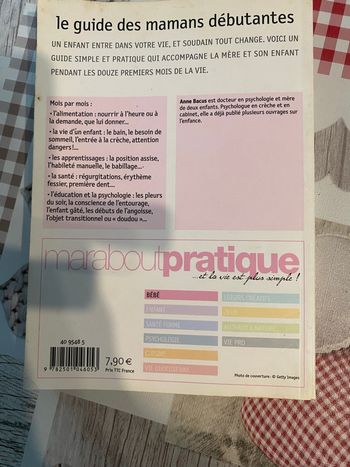 le guide des mamans débutantes
UN ENFANT ENTRE DANS VOTRE VIE, ET SOUDAIN TOUT CHANGE. VOICI UN
GUIDE SIMPLE ET PRATIQUE QUI ACCOMPAGNE LA MÈRE ET SON ENFANT
PENDANT LES DOUZE PREMIERS MOIS DE LA VIE.
Mois par mois :
• l'alimentation : nourrir à l'heure ou à
la demande, que lui donner...
• la vie d'un enfant : le bain, le besoin de
sommeil, l'entrée à la crèche, attention
dangers!...
• les apprentissages : la position assise,
l'habileté manuelle, le babillage...
• la santé : régurgitations, érythème
fessier, première dent...
• l'éducation et la psychologie : les pleurs
du soir, la conscience de l'entourage,
l'enfant gâté, les débuts de l'angoisse,
l'objet transitionnel ou « doudou »...
Anne Bacus est docteur en psychologie et mère
de deux enfants. Psychologue en crèche et en
cabinet, elle a déjà publié plusieurs ouvrages sur
l'enfance.
maraboutpratique
...et la vie est plus simple !
BÉBÉ
ENFANT
SANTÉ FORME
PSYCHOLOGIE
CUISINE
VIE QUOTIDIENNE
LOISIRS CRÉATIFS
VIE PRO
40 9548 5
9 782501 046053
7,90 €
Prix TTC France
Photo de couverture : © Getty Images